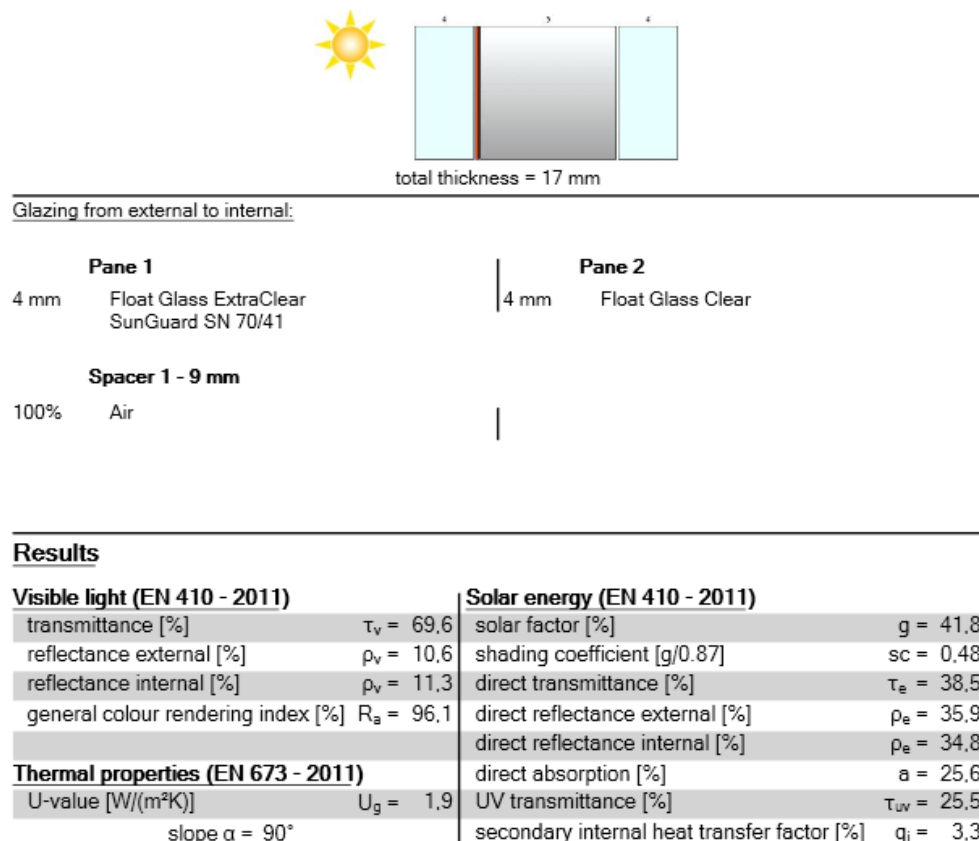 4 9 4
total thickness = 17 mm
Glazing from external to internal:
Pane 1
Pane 2
4 mm Float Glass ExtraClear
SunGuard SN 70/41
4 mm Float Glass Clear
Spacer 1 - 9 mm
100% Air
Results
Visible light (EN 410 - 2011)
transmittance [%] τv = 69,6
reflectance external [%] ρv = 10,6
reflectance internal [%] ρv = 11,3
general colour rendering index [%] Ra = 96,1
Thermal properties (EN 673 - 2011)
U-value [W/(m²K)] Ug = 1,9
slope α = 90°
Solar energy (EN 410 - 2011)
solar factor [%] g = 41,8
shading coefficient [g/0.87] sc = 0,48
direct transmittance [%] τe = 38,5
direct reflectance external [%] ρe = 35,9
direct reflectance internal [%] ρe = 34,8
direct absorption [%] a = 25,6
UV transmittance [%] τuv = 25,5
secondary internal heat transfer factor [%] qi = 3,3